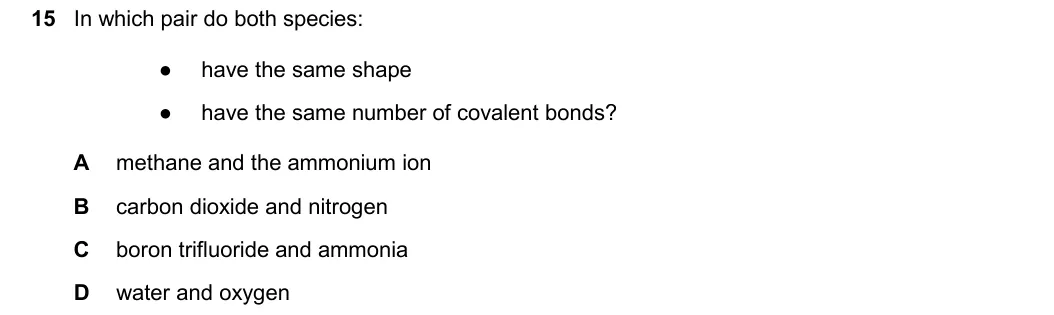 15 In which pair do both species:
● have the same shape
● have the same number of covalent bonds?
A methane and the ammonium ion
B carbon dioxide and nitrogen
C boron trifluoride and ammonia
D water and oxygen